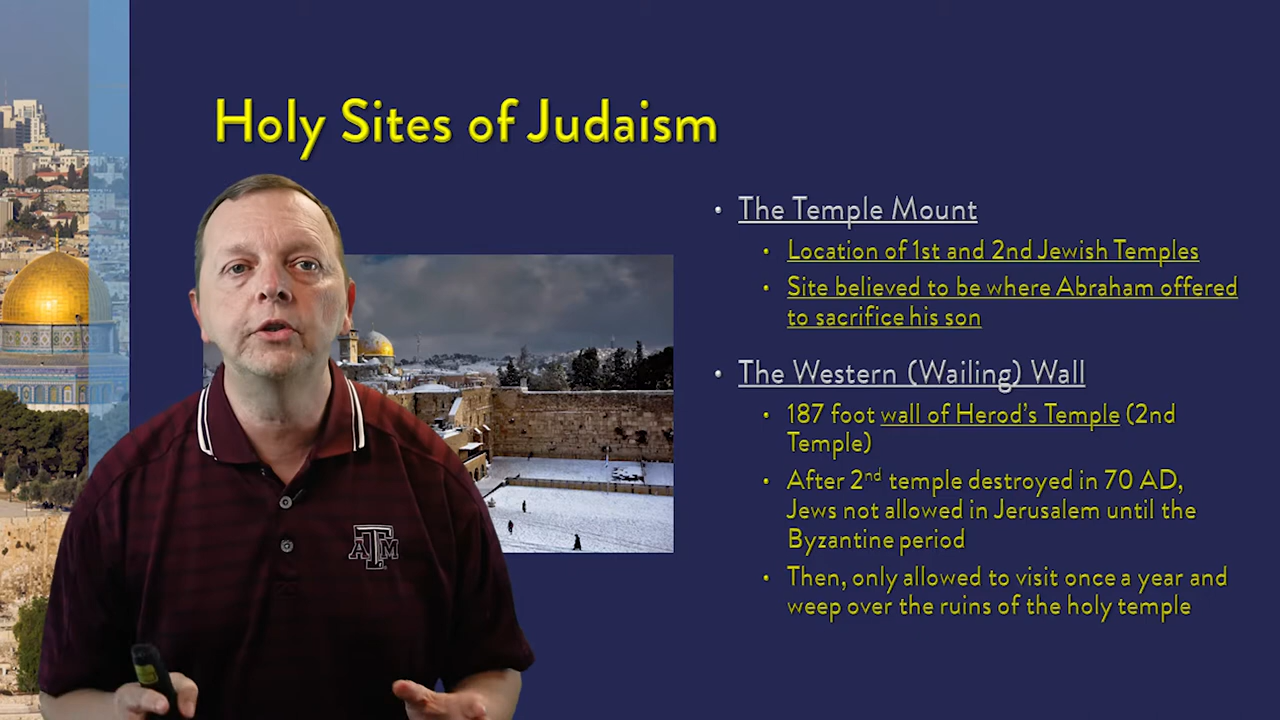 Holy Sites of Judaism
• The Temple Mount
• Location of 1st and 2nd Jewish Temples
• Site believed to be where Abraham offered
to sacrifice his son
• The Western (Wailing) Wall
• 187 foot wall of Herod's Temple (2nd
Temple)
• After 2nd temple destroyed in 70 AD,
Jews not allowed in Jerusalem until the
Byzantine period
• Then, only allowed to visit once a year and
weep over the ruins of the holy temple
ATM